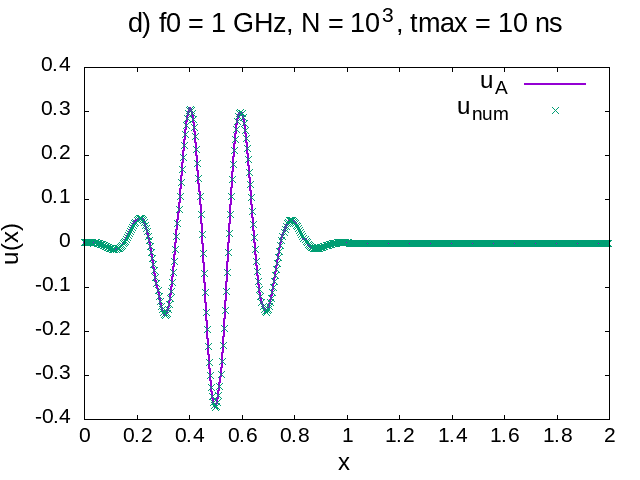 d) f0 = 1 GHz, N = 10³, tmax = 10 ns
u_A
u_num
0.4
0.3
0.2
0.1
0
-0.1
-0.2
-0.3
-0.4
u(x)
0 0.2 0.4 0.6 0.8 1 1.2 1.4 1.6 1.8 2
x